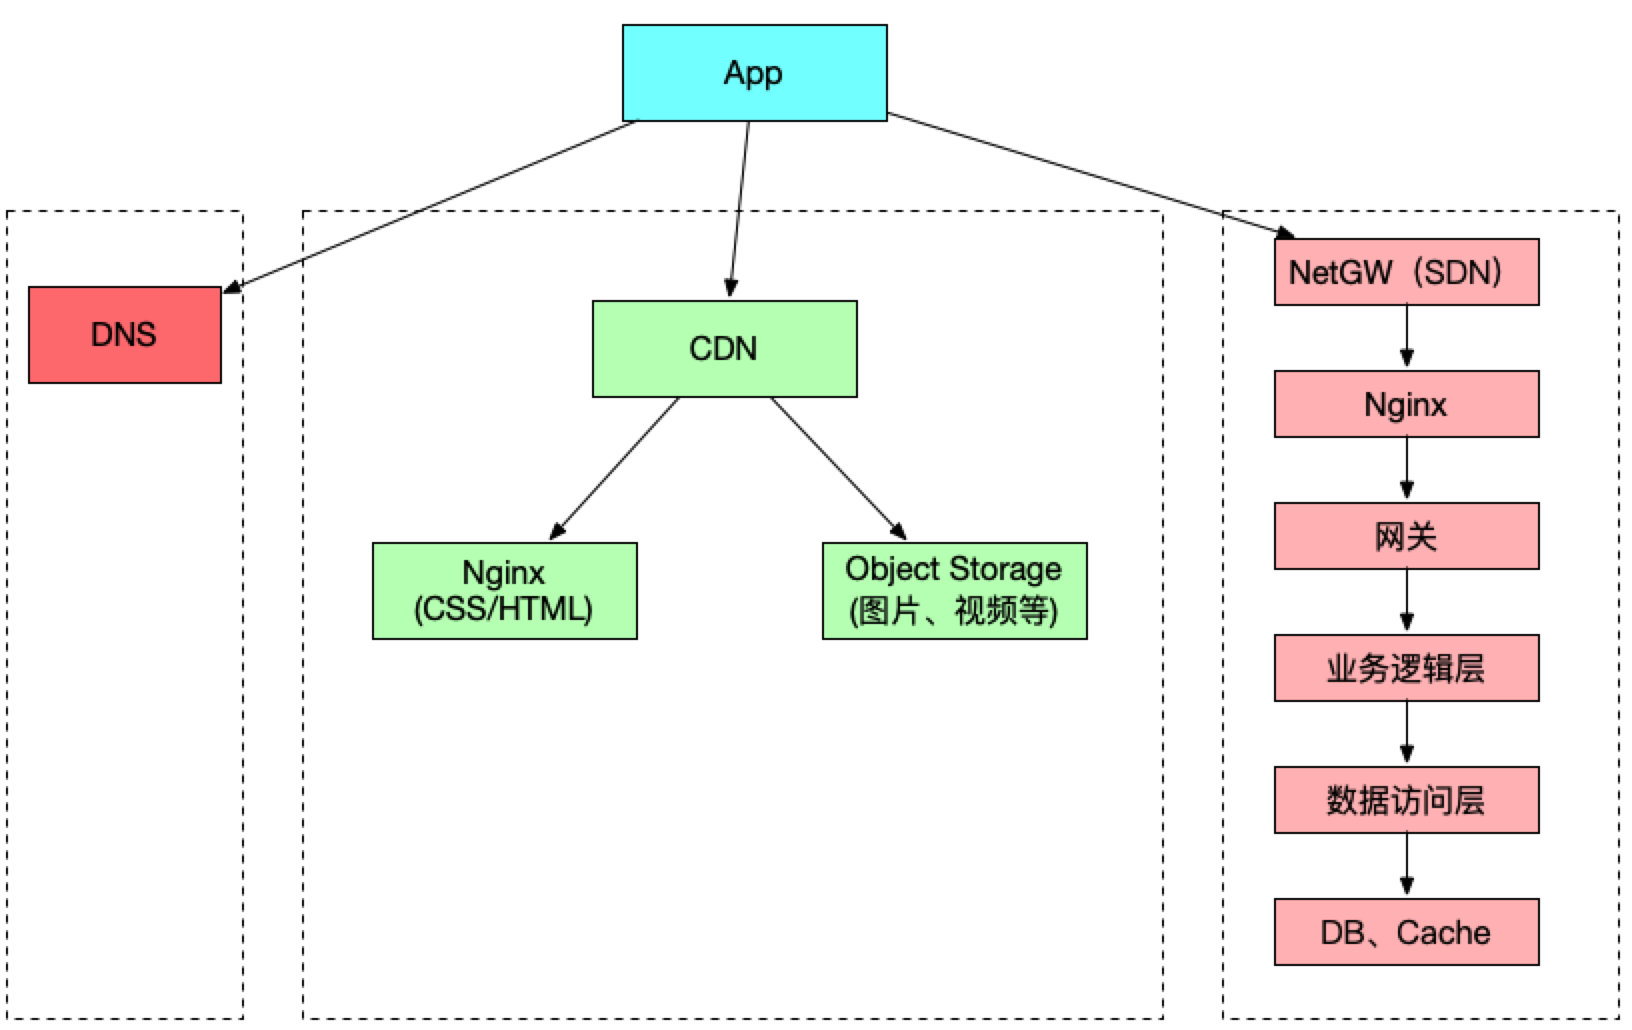 App
DNS
CDN
Nginx
(CSS/HTML)
Object Storage
(图片、视频等)
NetGW（SDN）
Nginx
网关
业务逻辑层
数据访问层
DB、Cache